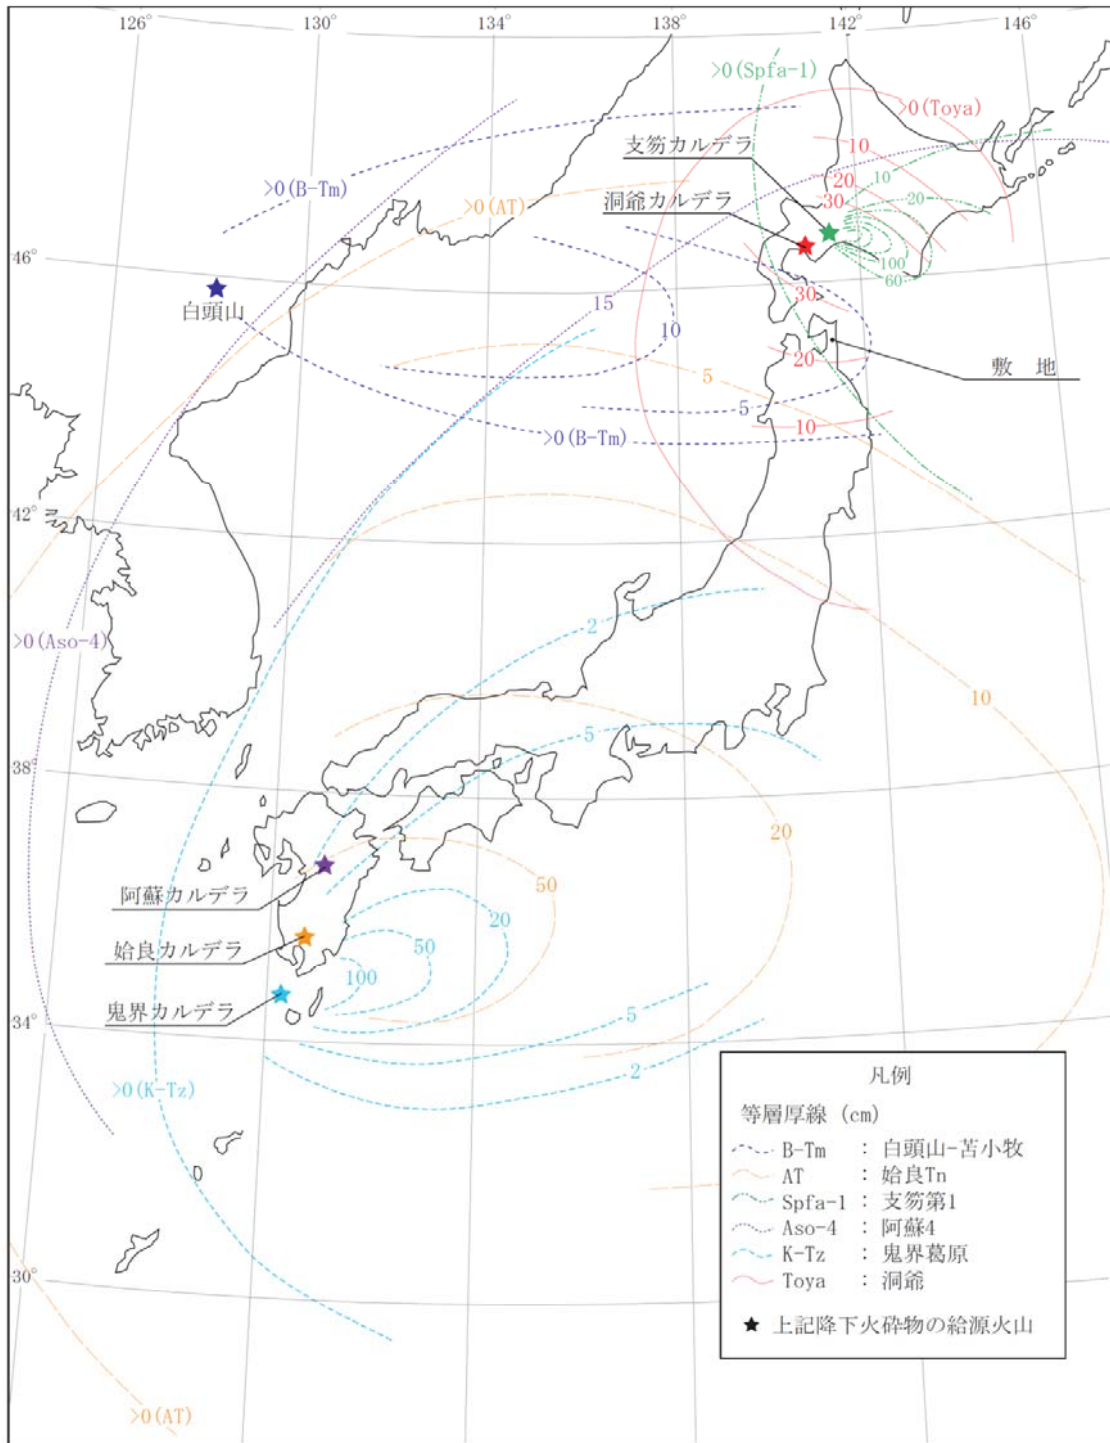 126° 130° 134° 138° 142° 146°
>0(Spfa-1)
>0(Toya)
支笏カルデラ
10
>0(B-Tm)
20
10
>0(AT)
洞爺カルデラ
30
20
46°
100
60
白頭山
15
30
10
20
敷 地
5
5
10
>0(B-Tm)
42°
>0(Aso-4)
2
10
5
38°
20
50
阿蘇カルデラ
20
始良カルデラ
50
100
鬼界カルデラ
34°
5
2
>0(K-Tz)
凡例
等層厚線 (cm)
B-Tm : 白頭山-苫小牧
AT : 姶良Tn
Spfa-1 : 支笏第1
Aso-4 : 阿蘇4
K-Tz : 鬼界葛原
Toya : 洞爺
★ 上記降下火砕物の給源火山
30°
>0(AT)